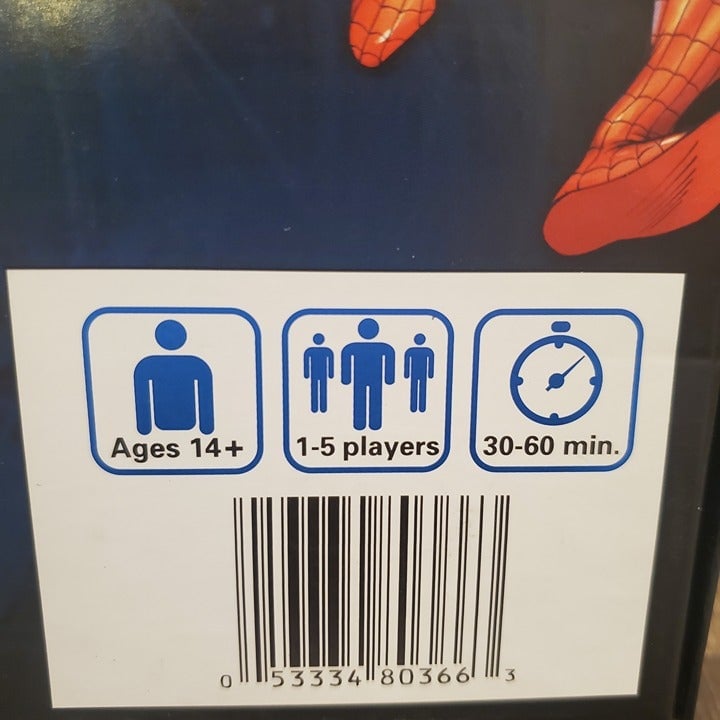 Ages 14+
1-5 players
30-60 min.
0 53334 80366 3